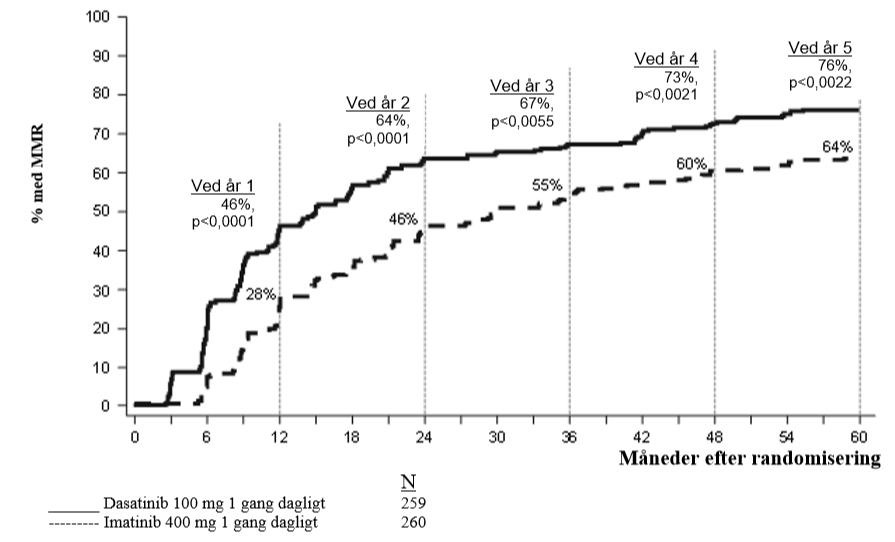 100
90
80
70
60
50
40
30
20
10
0
% med MMR
Ved år 1
46%,
p<0,0001
Ved år 2
64%,
p<0,0001
Ved år 3
67%,
p<0,0055
Ved år 4
73%,
p<0,0021
Ved år 5
76%,
p<0,0022
28%
46%
55%
60%
64%
0 6 12 18 24 30 36 42 48 54 60
Måneder efter randomisering
N
Dasatinib 100 mg 1 gang dagligt 259
Imatinib 400 mg 1 gang dagligt 260